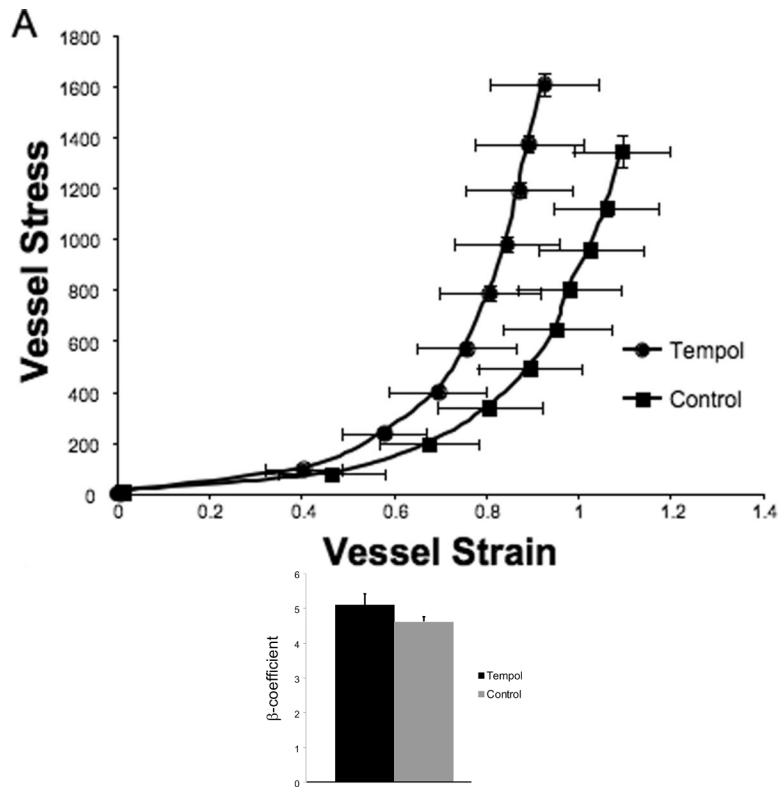 A
1800
1600
1400
1200
1000
800
600
400
200
0
Vessel Stress
Tempol
Control
0 0.2 0.4 0.6 0.8 1 1.2 1.4
Vessel Strain
6
5
4
3
2
1
0
β-coefficient
Tempol
Control